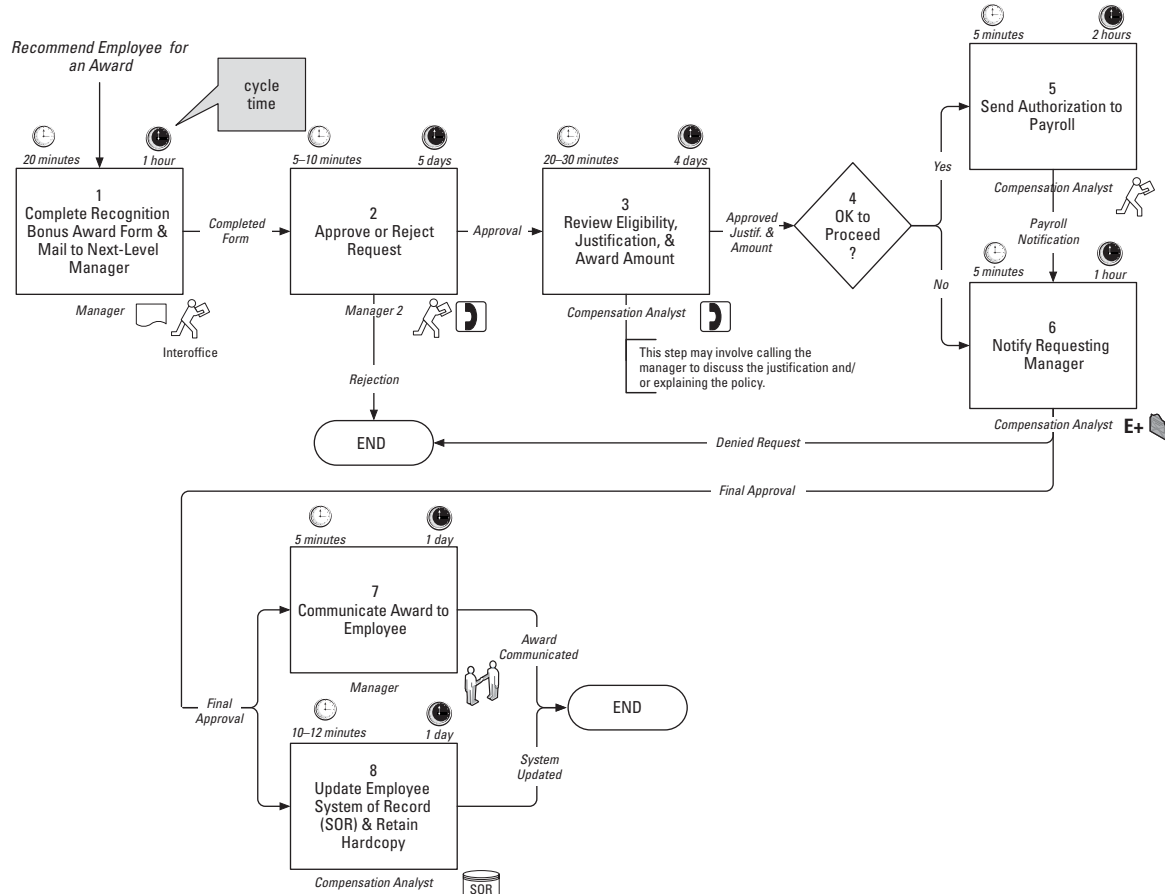 Recommend Employee for
an Award
cycle
time
20 minutes
1 hour
1
Complete Recognition
Bonus Award Form &
Mail to Next-Level
Manager
Manager
Interoffice
Completed
Form
5–10 minutes
5 days
2
Approve or Reject
Request
Manager 2
Approval
Rejection
END
20–30 minutes
4 days
3
Review Eligibility,
Justification, &
Award Amount
Compensation Analyst
This step may involve calling the
manager to discuss the justification and/
or explaining the policy.
Approved
Justif. &
Amount
4
OK to
Proceed
?
Yes
No
5 minutes
2 hours
5
Send Authorization to
Payroll
Compensation Analyst
Payroll
Notification
5 minutes
1 hour
6
Notify Requesting
Manager
Compensation Analyst
E+
Denied Request
Final Approval
Final
Approval
5 minutes
1 day
7
Communicate Award to
Employee
Manager
Award
Communicated
END
10–12 minutes
1 day
8
Update Employee
System of Record
(SOR) & Retain
Hardcopy
Compensation Analyst
SOR
System
Updated